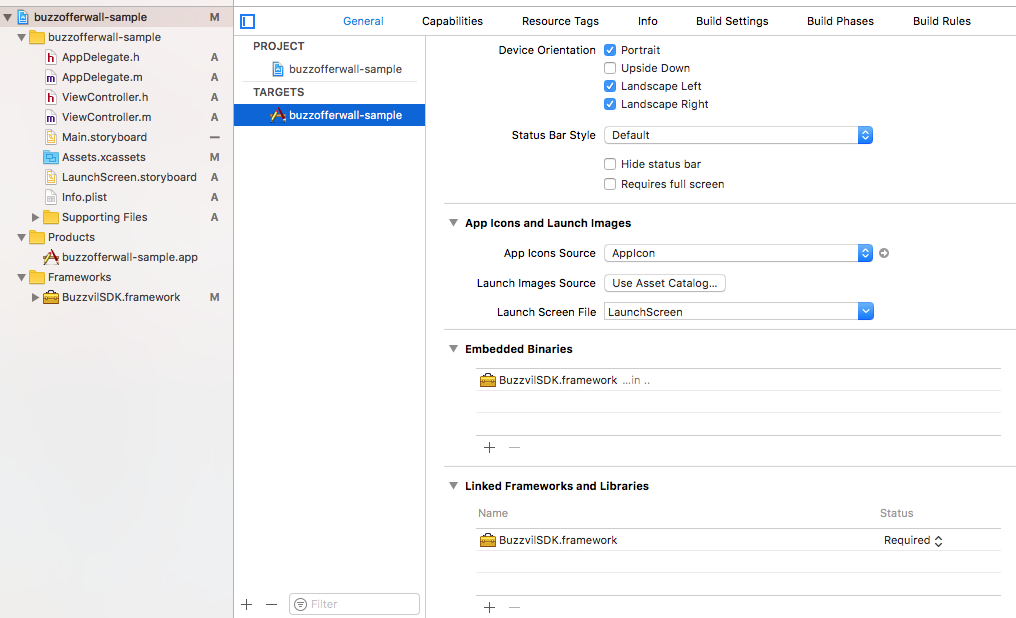 buzzofferwall-sample M
buzzofferwall-sample
h AppDelegate.h A
m AppDelegate.m A
h ViewController.h A
m ViewController.m A
Main.storyboard —
Assets.xcassets M
LaunchScreen.storyboard A
Info.plist A
Supporting Files A
Products
buzzofferwall-sample.app
Frameworks
BuzzvilSDK.framework M
General Capabilities Resource Tags Info Build Settings Build Phases Build Rules
PROJECT
buzzofferwall-sample
TARGETS
buzzofferwall-sample
+ — Filter
Device Orientation Portrait
Upside Down
Landscape Left
Landscape Right
Status Bar Style Default
Hide status bar
Requires full screen
App Icons and Launch Images
App Icons Source AppIcon
Launch Images Source Use Asset Catalog...
Launch Screen File LaunchScreen
Embedded Binaries
BuzzvilSDK.framework ...in ..
+ —
Linked Frameworks and Libraries
Name Status
BuzzvilSDK.framework Required
+ —